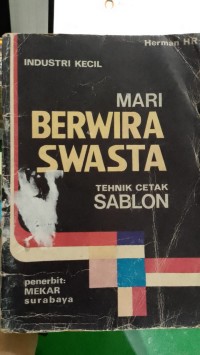 Herman HR
INDUSTRI KECIL
MARI
BERWIRA
SWASTA
TEHNIK CETAK
SABLON
penerbit:
MEKAR
surabaya